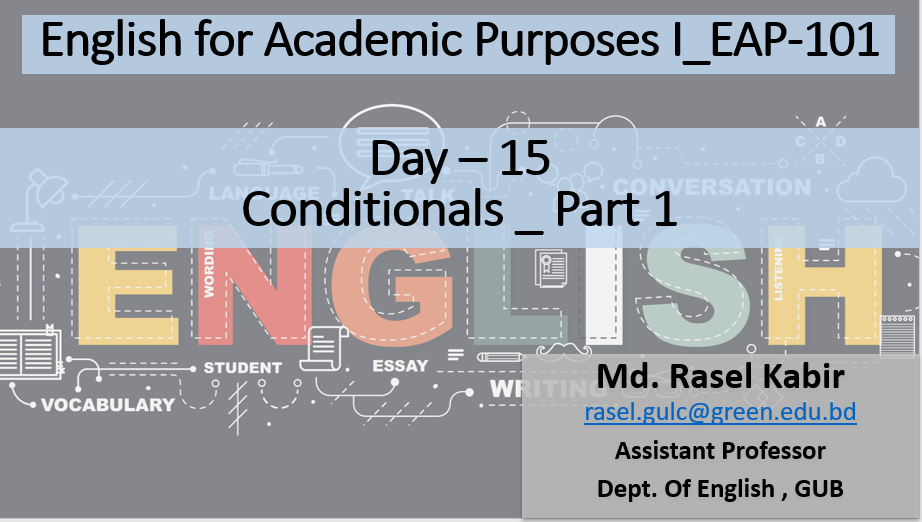 English for Academic Purposes I_EAP-101
Day – 15
Conditionals _ Part 1
A
C D
B
LANGUAGE
TALK
CONVERSATION
ENGLISH
WORDING
LISTENING
STUDENT
ESSAY
WRITING
VOCABULARY
Md. Rasel Kabir
rasel.gulc@green.edu.bd
Assistant Professor
Dept. Of English , GUB